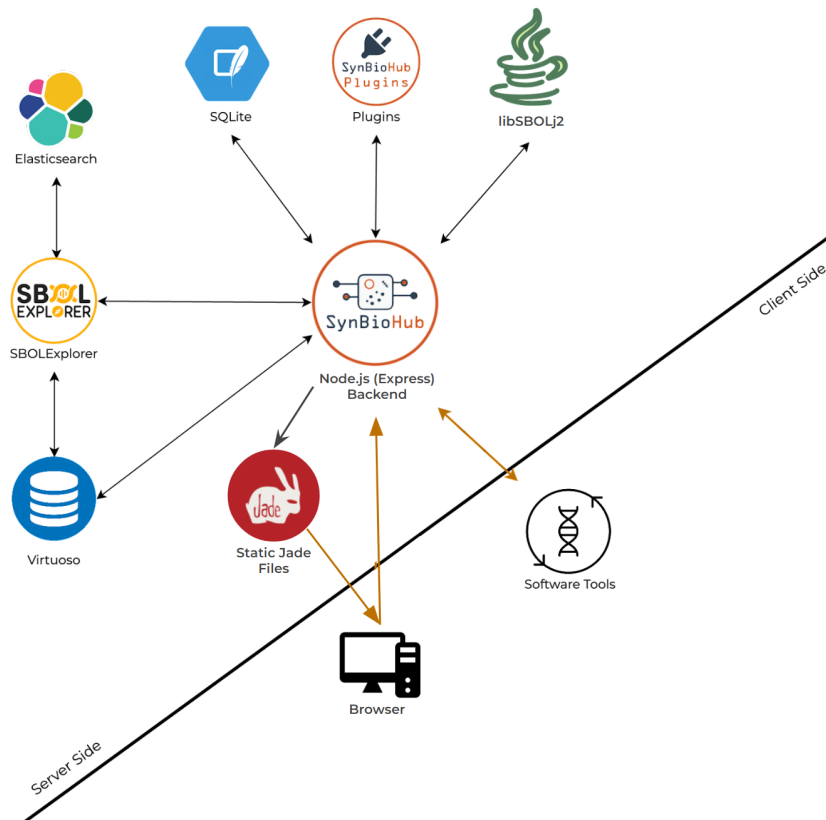 SynBioHub
Plugins
SQLite
Plugins
libSBOLj2
Elasticsearch
SBOL
EXPLORER
SBOLExplorer
SynBioHub
Node.js (Express)
Backend
Client Side
Jade
Static Jade
Files
Virtuoso
Software Tools
Browser
Server Side